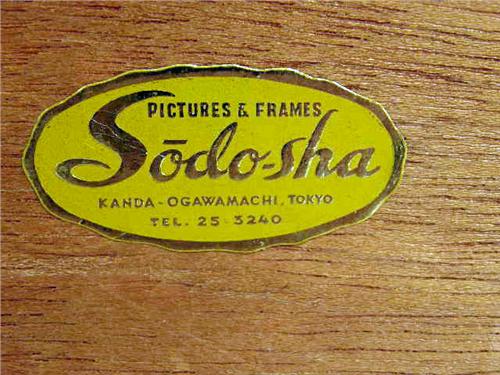 PICTURES & FRAMES
Sōdo-sha
KANDA-OGAWAMACHI, TOKYO
TEL. 25-3240